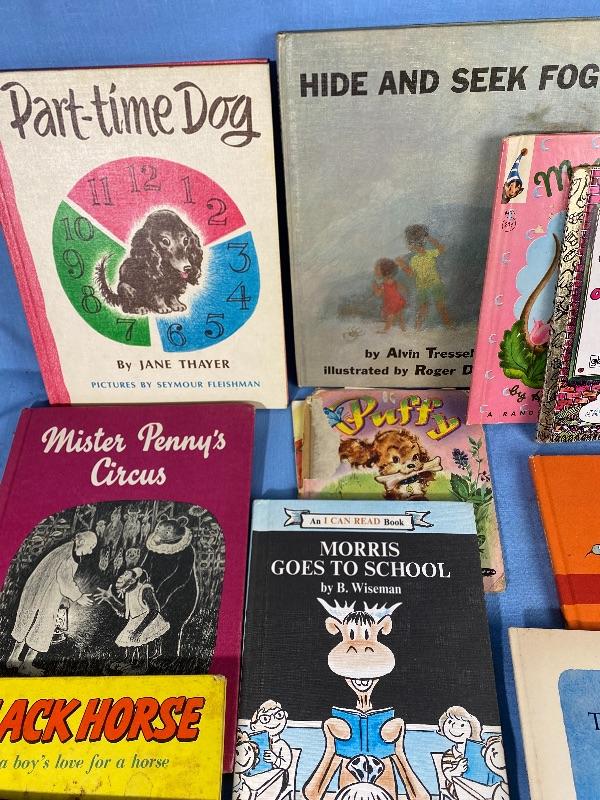 Part-time Dog
11 12 1 2 3 4 5 6 7 8 9 10
By JANE THAYER
PICTURES BY SEYMOUR FLEISHMAN
HIDE AND SEEK FOG
by Alvin Tressel
illustrated by Roger D
A RAND
Mister Penny's
Circus
Puffy
An I CAN READ Book
MORRIS
GOES TO SCHOOL
by B. Wiseman
LACK HORSE
a boy's love for a horse